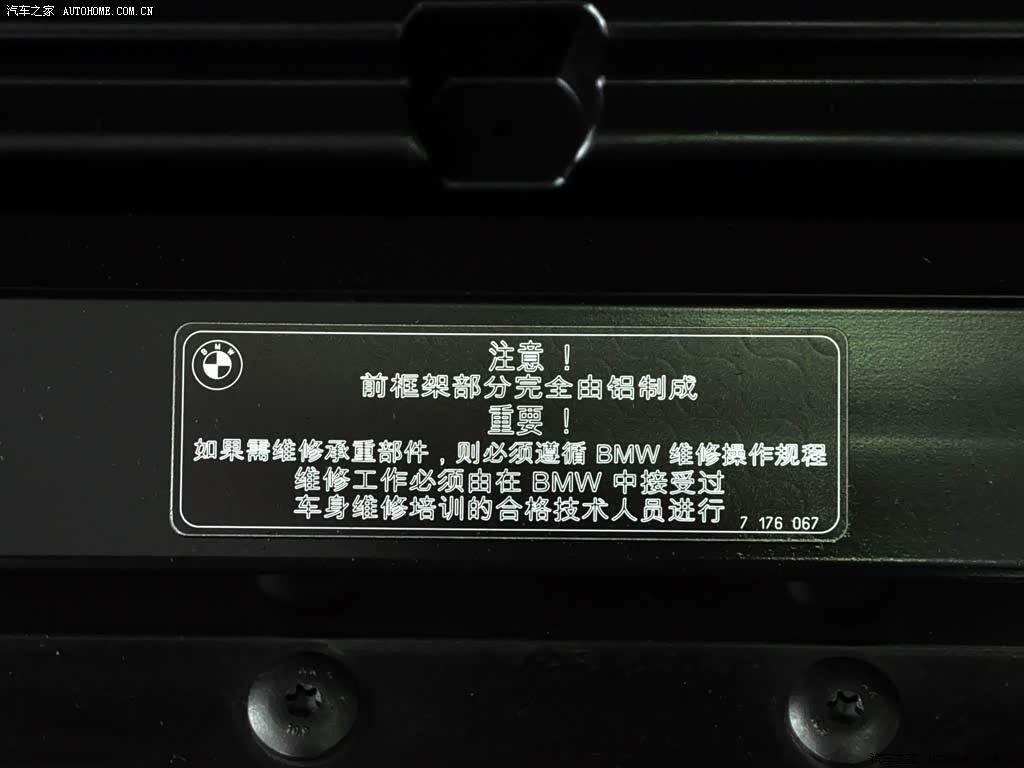 汽车之家 AUTOHOME.COM.CN
BMW
注意！
前框架部分完全由铝制成
重要！
如果需维修承重部件，则必须遵循 BMW 维修操作规程
维修工作必须由在 BMW 中接受过
车身维修培训的合格技术人员进行
7 176 067